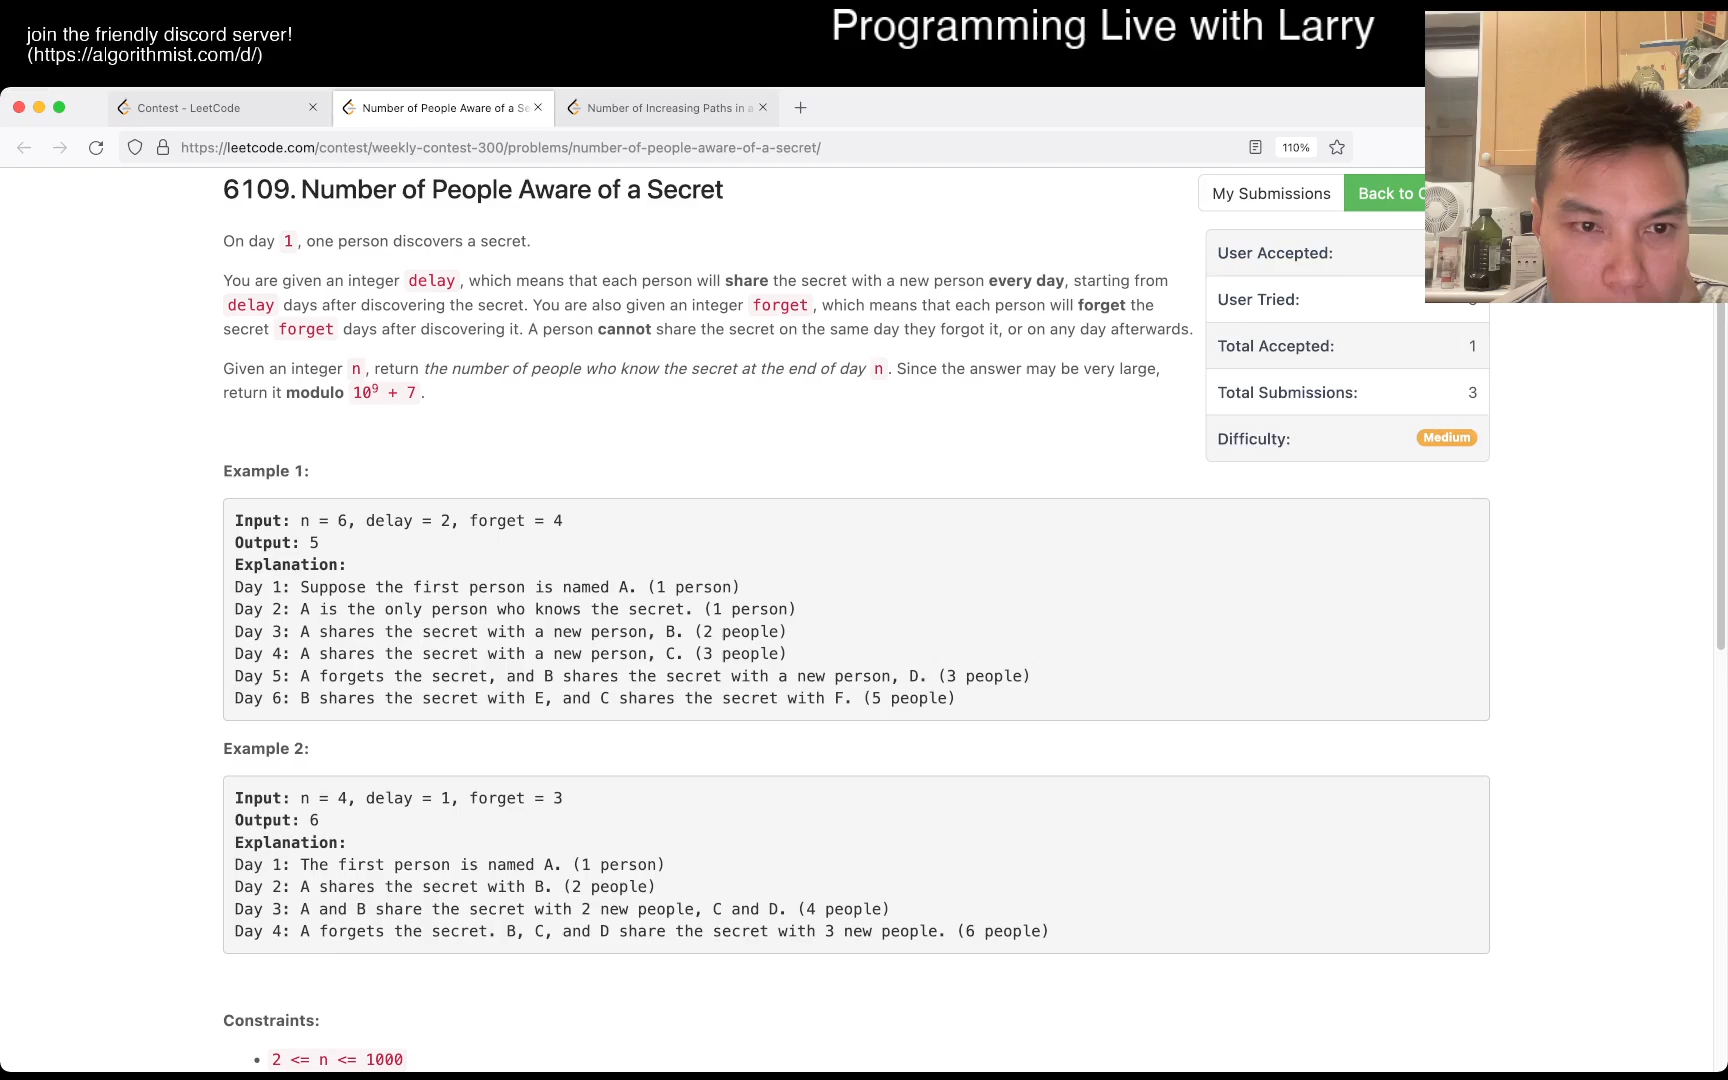 join the friendly discord server!
(https://algorithmist.com/d/)
Programming Live with Larry
Contest - LeetCode
Number of People Aware of a Se
Number of Increasing Paths in a
https://leetcode.com/contest/weekly-contest-300/problems/number-of-people-aware-of-a-secret/
110%
6109. Number of People Aware of a Secret
My Submissions
Back to C
On day 1, one person discovers a secret.
You are given an integer delay, which means that each person will share the secret with a new person every day, starting from
delay days after discovering the secret. You are also given an integer forget, which means that each person will forget the
secret forget days after discovering it. A person cannot share the secret on the same day they forgot it, or on any day afterwards.
Given an integer n, return the number of people who know the secret at the end of day n. Since the answer may be very large,
return it modulo 10⁹ + 7.
User Accepted:
User Tried:
Total Accepted: 1
Total Submissions: 3
Difficulty: Medium
Example 1:
Input: n = 6, delay = 2, forget = 4
Output: 5
Explanation:
Day 1: Suppose the first person is named A. (1 person)
Day 2: A is the only person who knows the secret. (1 person)
Day 3: A shares the secret with a new person, B. (2 people)
Day 4: A shares the secret with a new person, C. (3 people)
Day 5: A forgets the secret, and B shares the secret with a new person, D. (3 people)
Day 6: B shares the secret with E, and C shares the secret with F. (5 people)
Example 2:
Input: n = 4, delay = 1, forget = 3
Output: 6
Explanation:
Day 1: The first person is named A. (1 person)
Day 2: A shares the secret with B. (2 people)
Day 3: A and B share the secret with 2 new people, C and D. (4 people)
Day 4: A forgets the secret. B, C, and D share the secret with 3 new people. (6 people)
Constraints:
• 2 <= n <= 1000